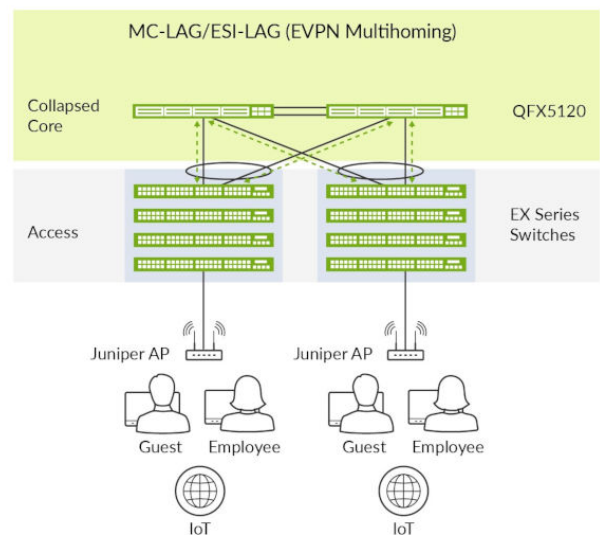 MC-LAG/ESI-LAG (EVPN Multihoming)
Collapsed
Core
QFX5120
Access
EX Series
Switches
Juniper AP
Juniper AP
Guest
Employee
Guest
Employee
IoT
IoT